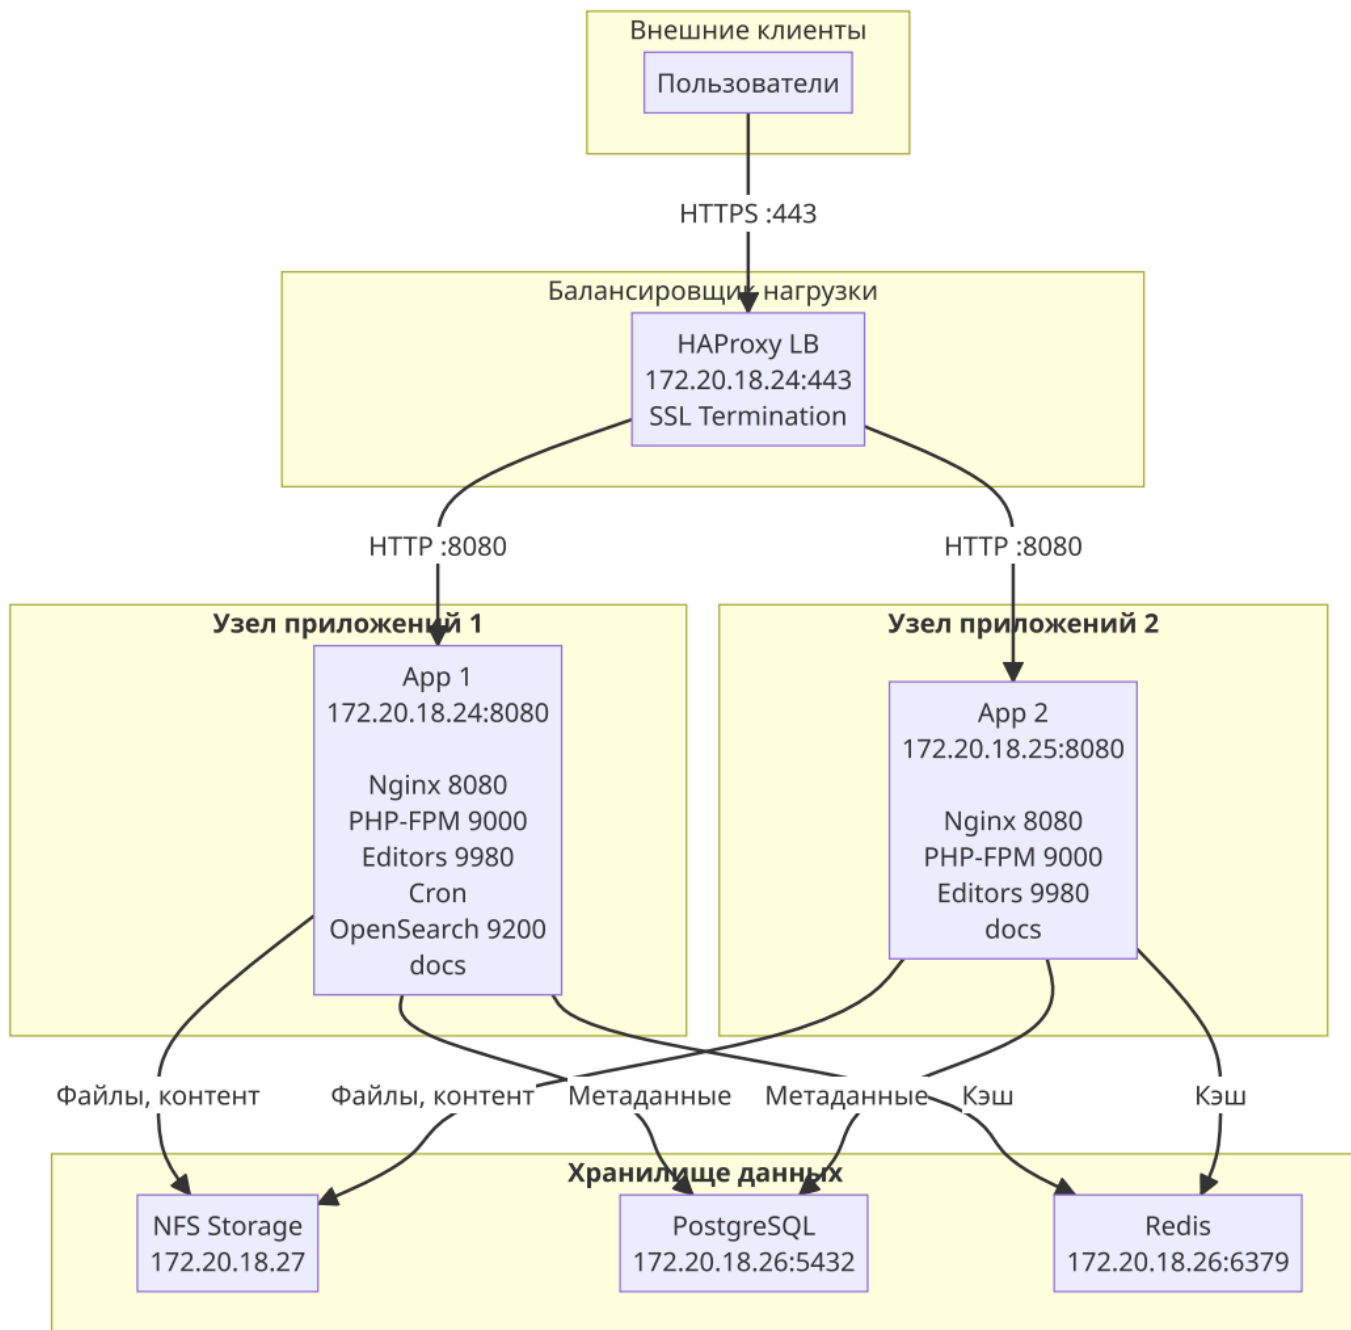 Внешние клиенты
Пользователи
HTTPS :443
Балансировщик нагрузки
HAProxy LB
172.20.18.24:443
SSL Termination
HTTP :8080
HTTP :8080
Узел приложений 1
App 1
172.20.18.24:8080
Nginx 8080
PHP-FPM 9000
Editors 9980
Cron
OpenSearch 9200
docs
Узел приложений 2
App 2
172.20.18.25:8080
Nginx 8080
PHP-FPM 9000
Editors 9980
docs
Файлы, контент
Файлы, контент
Метаданные
Метаданные
Кэш
Кэш
Хранилище данных
NFS Storage
172.20.18.27
PostgreSQL
172.20.18.26:5432
Redis
172.20.18.26:6379